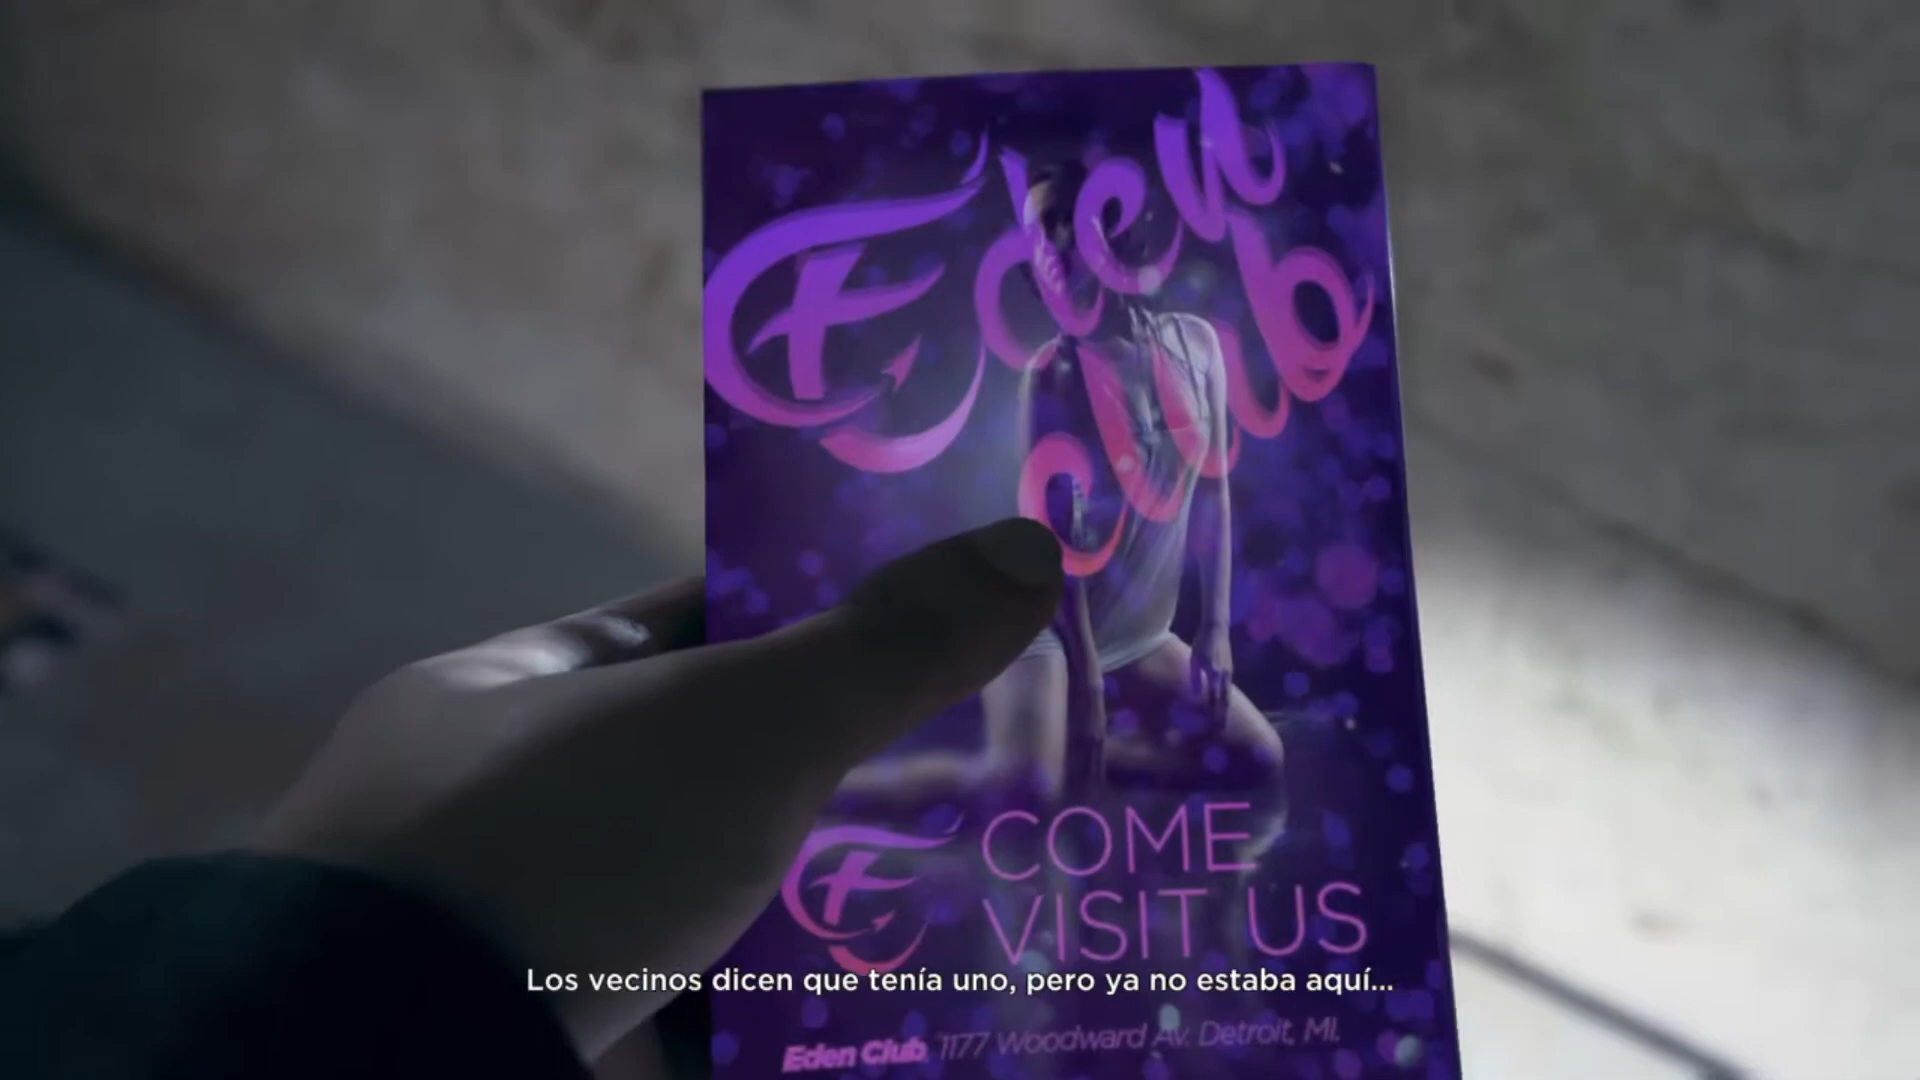 Eden
Club
COME
VISIT US
Los vecinos dicen que tenía uno, pero ya no estaba aquí...
Eden Club 1177 Woodward Av. Detroit, MI.